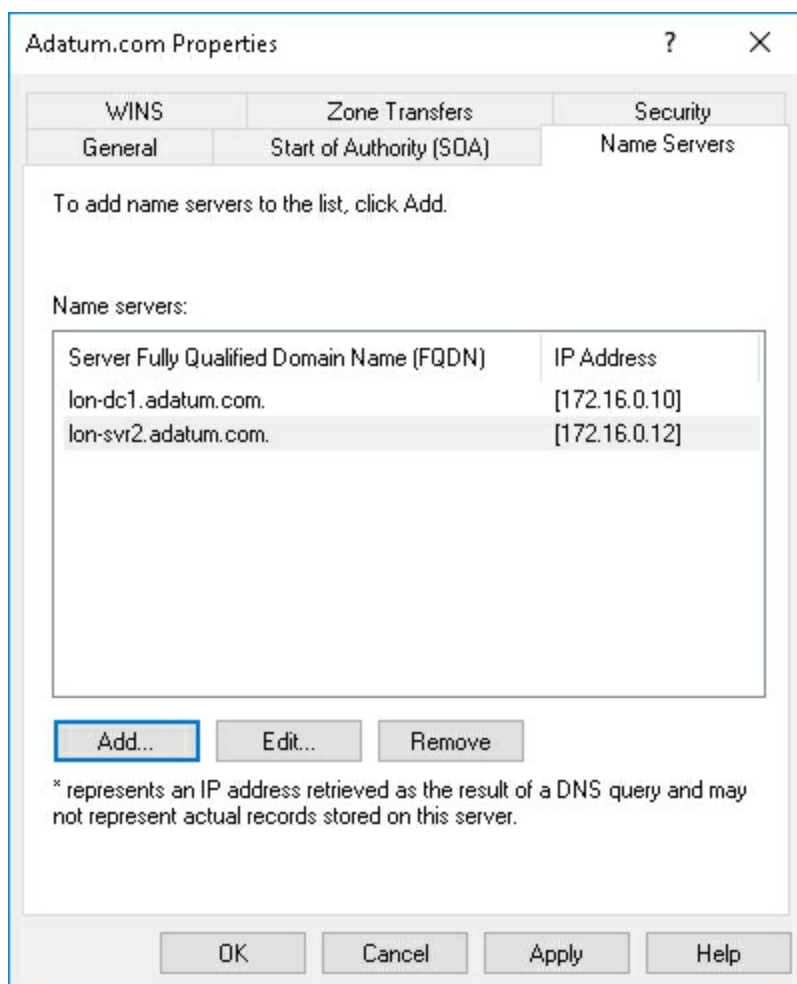 Adatum.com Properties
?
WINS
Zone Transfers
Security
General
Start of Authority (SOA)
Name Servers
To add name servers to the list, click Add.
Name servers:
Server Fully Qualified Domain Name (FQDN) IP Address
lon-dc1.adatum.com. [172.16.0.10]
lon-svr2.adatum.com. [172.16.0.12]
Add... Edit... Remove
* represents an IP address retrieved as the result of a DNS query and may
not represent actual records stored on this server.
OK Cancel Apply Help